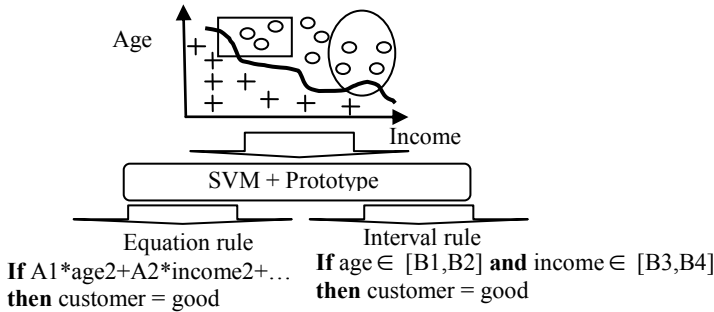 Age
Income
SVM + Prototype
Equation rule
If A1*age2+A2*income2+…
then customer = good
Interval rule
If age ∈ [B1,B2] and income ∈ [B3,B4]
then customer = good